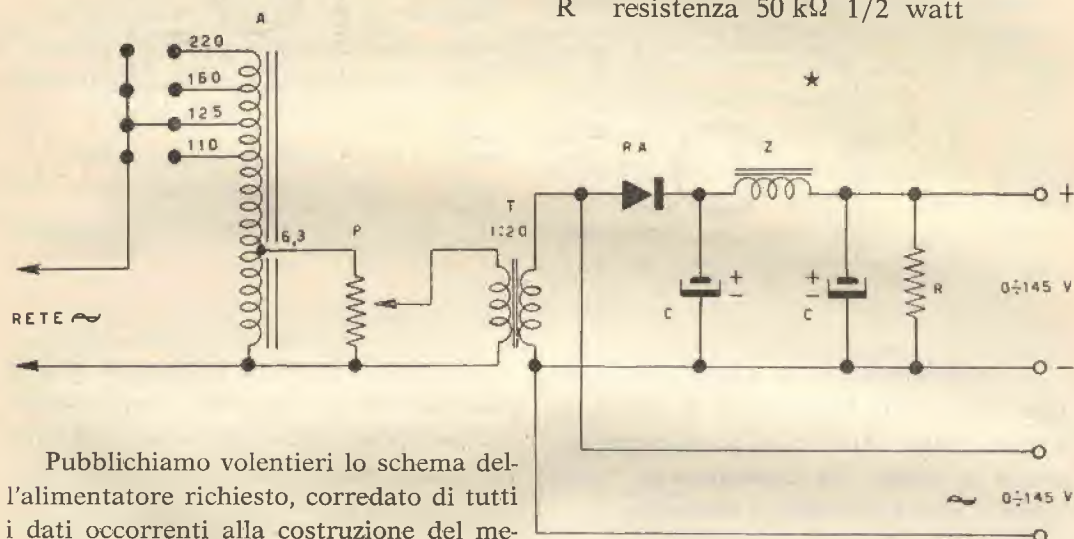 R resistenza 50 kΩ 1/2 watt
A
220
160
125
110
6,3
P
T
1:20
RA
Z
+
+
-
+
-
C
C
R
0÷145 V
-
RETE ~
~ 0÷145 V
Pubblichiamo volentieri lo schema del-
l'alimentatore richiesto, corredato di tutti
i dati occorrenti alla costruzione del me-